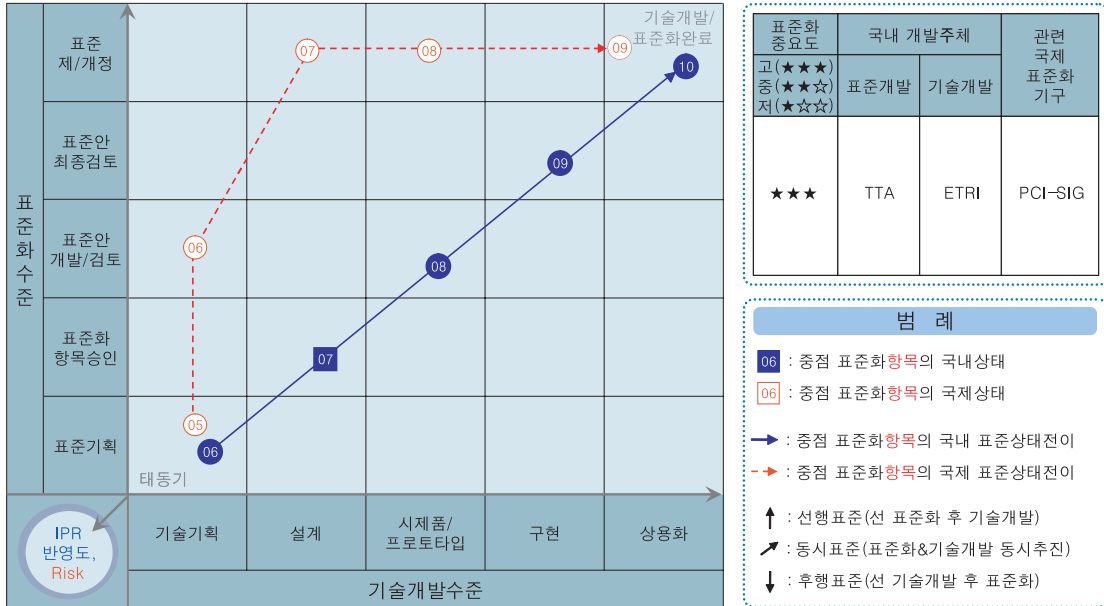 표준화수준
표준
제/개정
표준안
최종검토
표준안
개발/검토
표준화
항목승인
표준기획
기술개발/
표준화완료
07
08
09
10
09
06
08
07
05
06
태동기
IPR
반영도,
Risk
기술기획
설계
시제품/
프로토타입
구현
상용화
기술개발수준
표준화
중요도
고(★★★)
중(★★☆)
저(★☆☆)
국내 개발주체
표준개발
기술개발
관련
국제
표준화
기구
★★★
TTA
ETRI
PCI-SIG
범 례
06 : 중점 표준화항목의 국내상태
06 : 중점 표준화항목의 국제상태
: 중점 표준화항목의 국내 표준상태전이
: 중점 표준화항목의 국제 표준상태전이
: 선행표준(선 표준화 후 기술개발)
: 동시표준(표준화&기술개발 동시추진)
: 후행표준(선 기술개발 후 표준화)